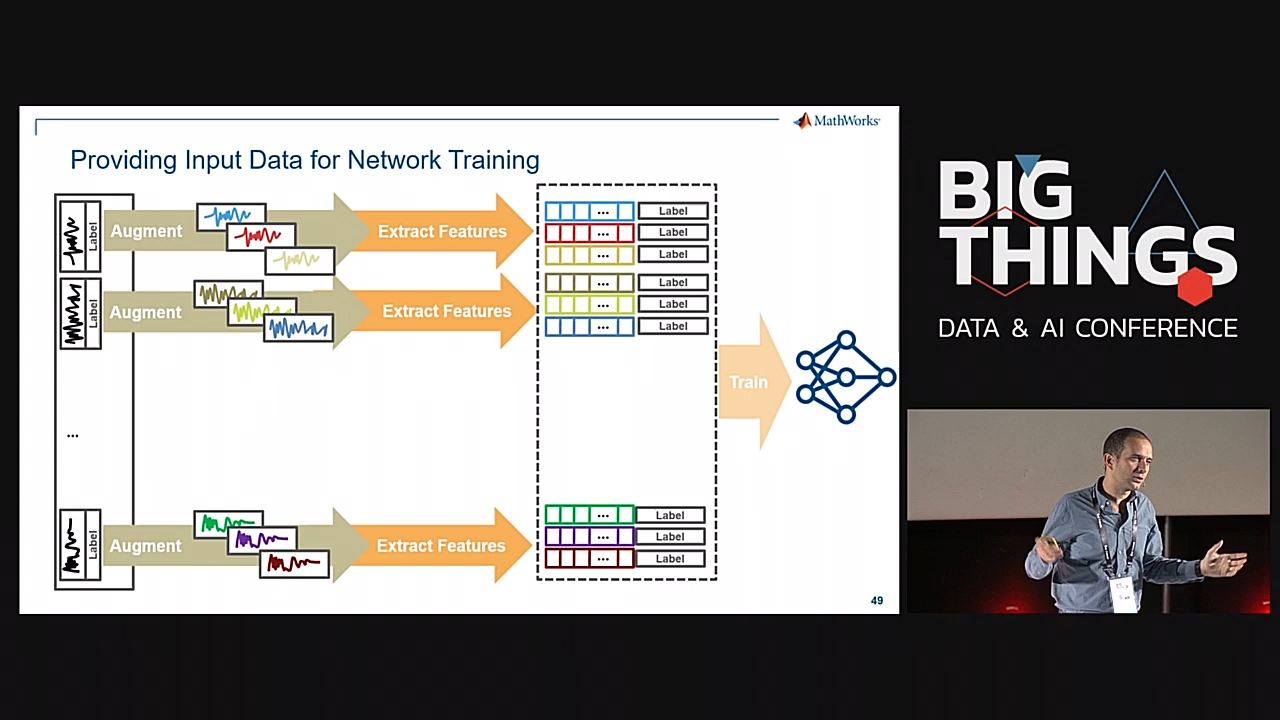 MathWorks
Providing Input Data for Network Training
Label
Augment
Extract Features
Label
Label
Label
Label
Augment
Extract Features
Label
Label
Label
Train
...
Label
Augment
Extract Features
Label
Label
Label
49
BIG
THINGS
DATA & AI CONFERENCE